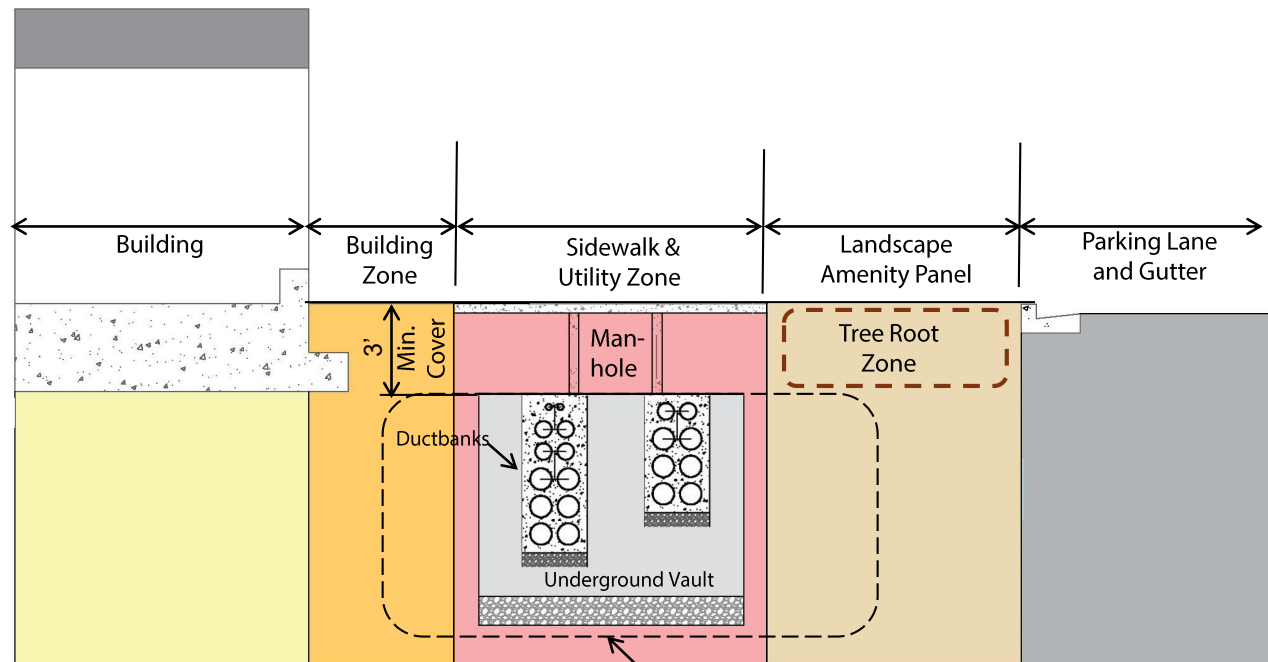 Building
Building
Zone
Sidewalk &
Utility Zone
Landscape
Amenity Panel
Parking Lane
and Gutter
3'
Min.
Cover
Man-
hole
Tree Root
Zone
Ductbanks
Underground Vault